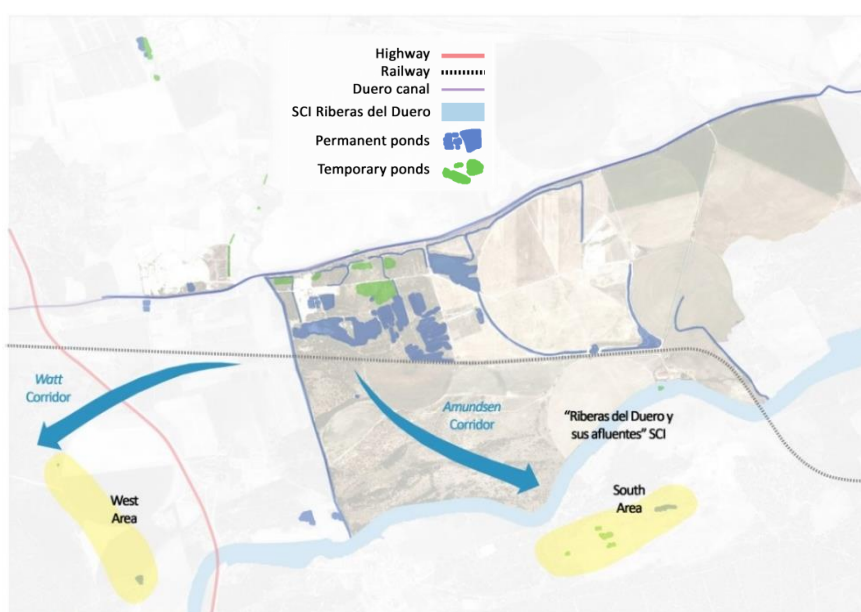 Highway
Railway
Duero canal
SCI Riberas del Duero
Permanent ponds
Temporary ponds
Watt
Corridor
Amundsen
Corridor
“Riberas del Duero y
sus afluentes” SCI
West
Area
South
Area